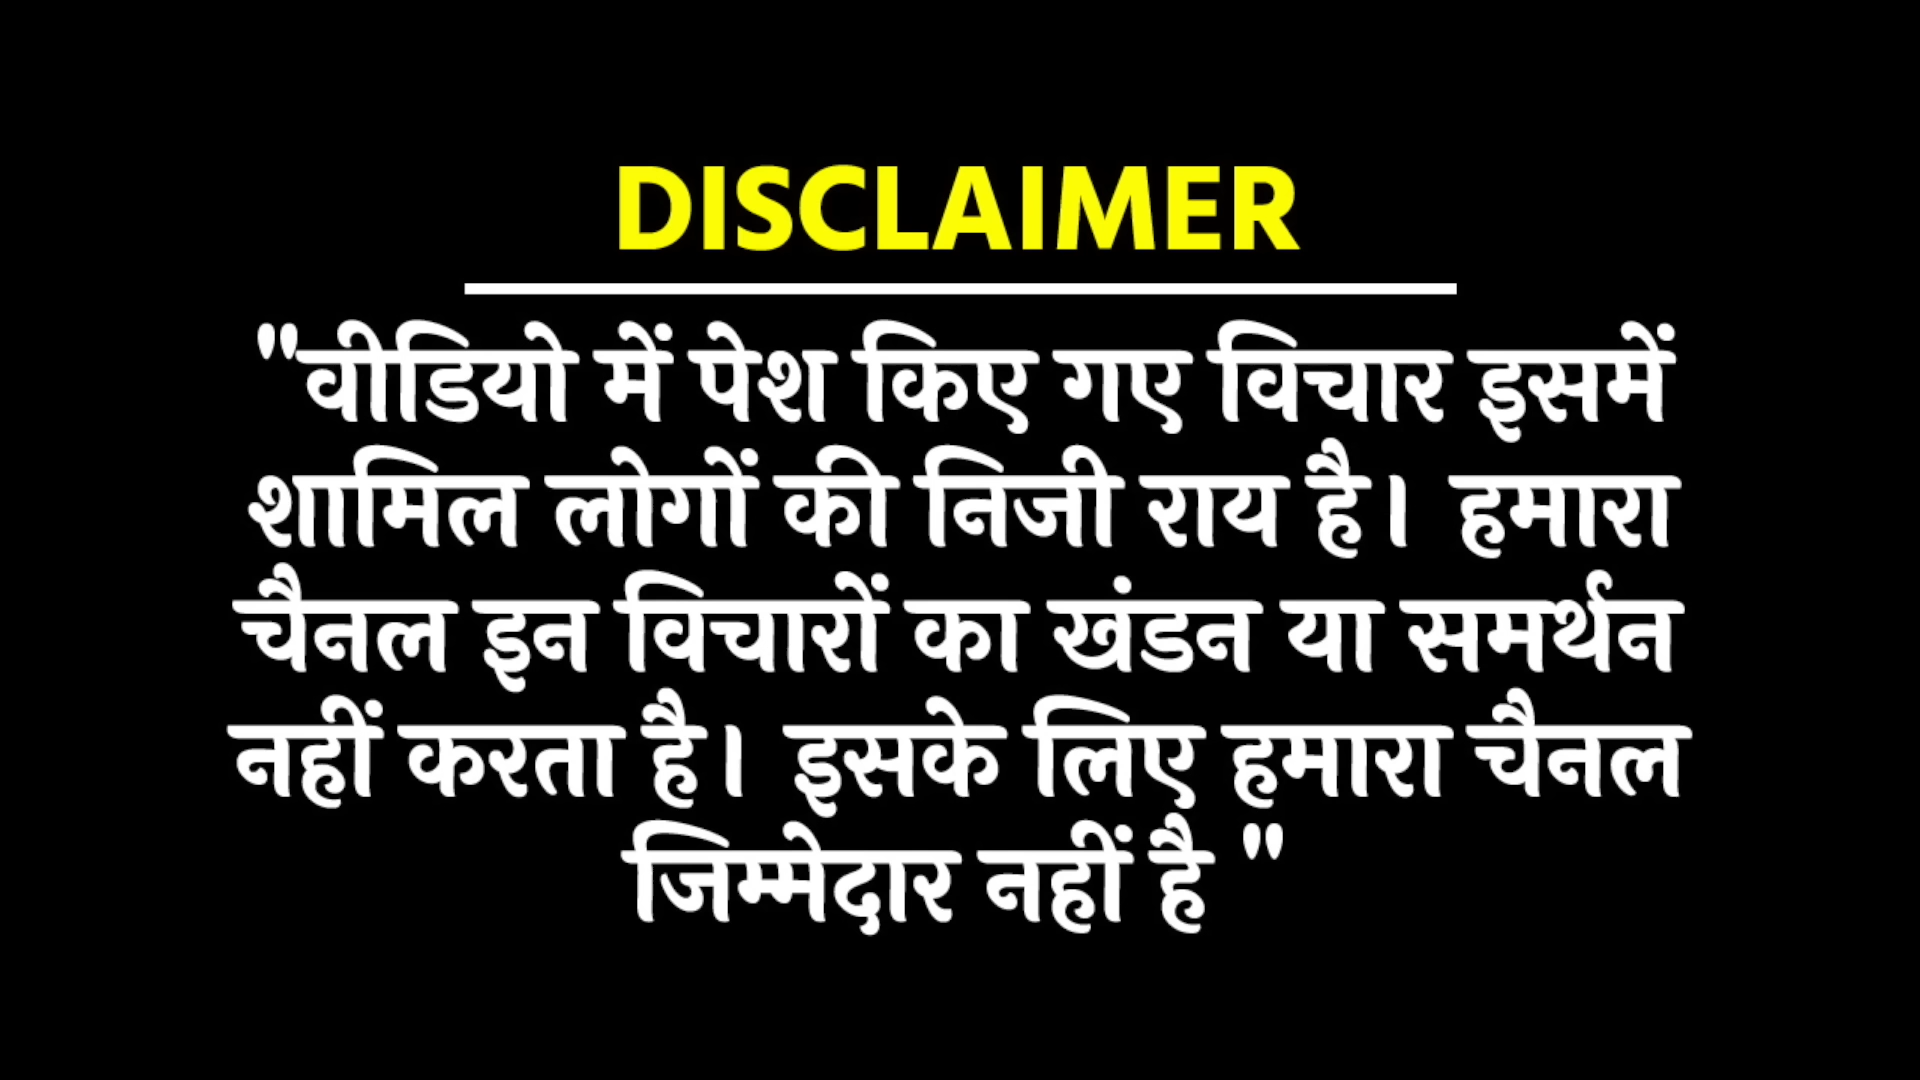 DISCLAIMER
"वीडियो में पेश किए गए विचार इसमें
शामिल लोगों की निजी राय है। हमारा
चैनल इन विचारों का खंडन या समर्थन
नहीं करता है। इसके लिए हमारा चैनल
जिम्मेदार नहीं है "